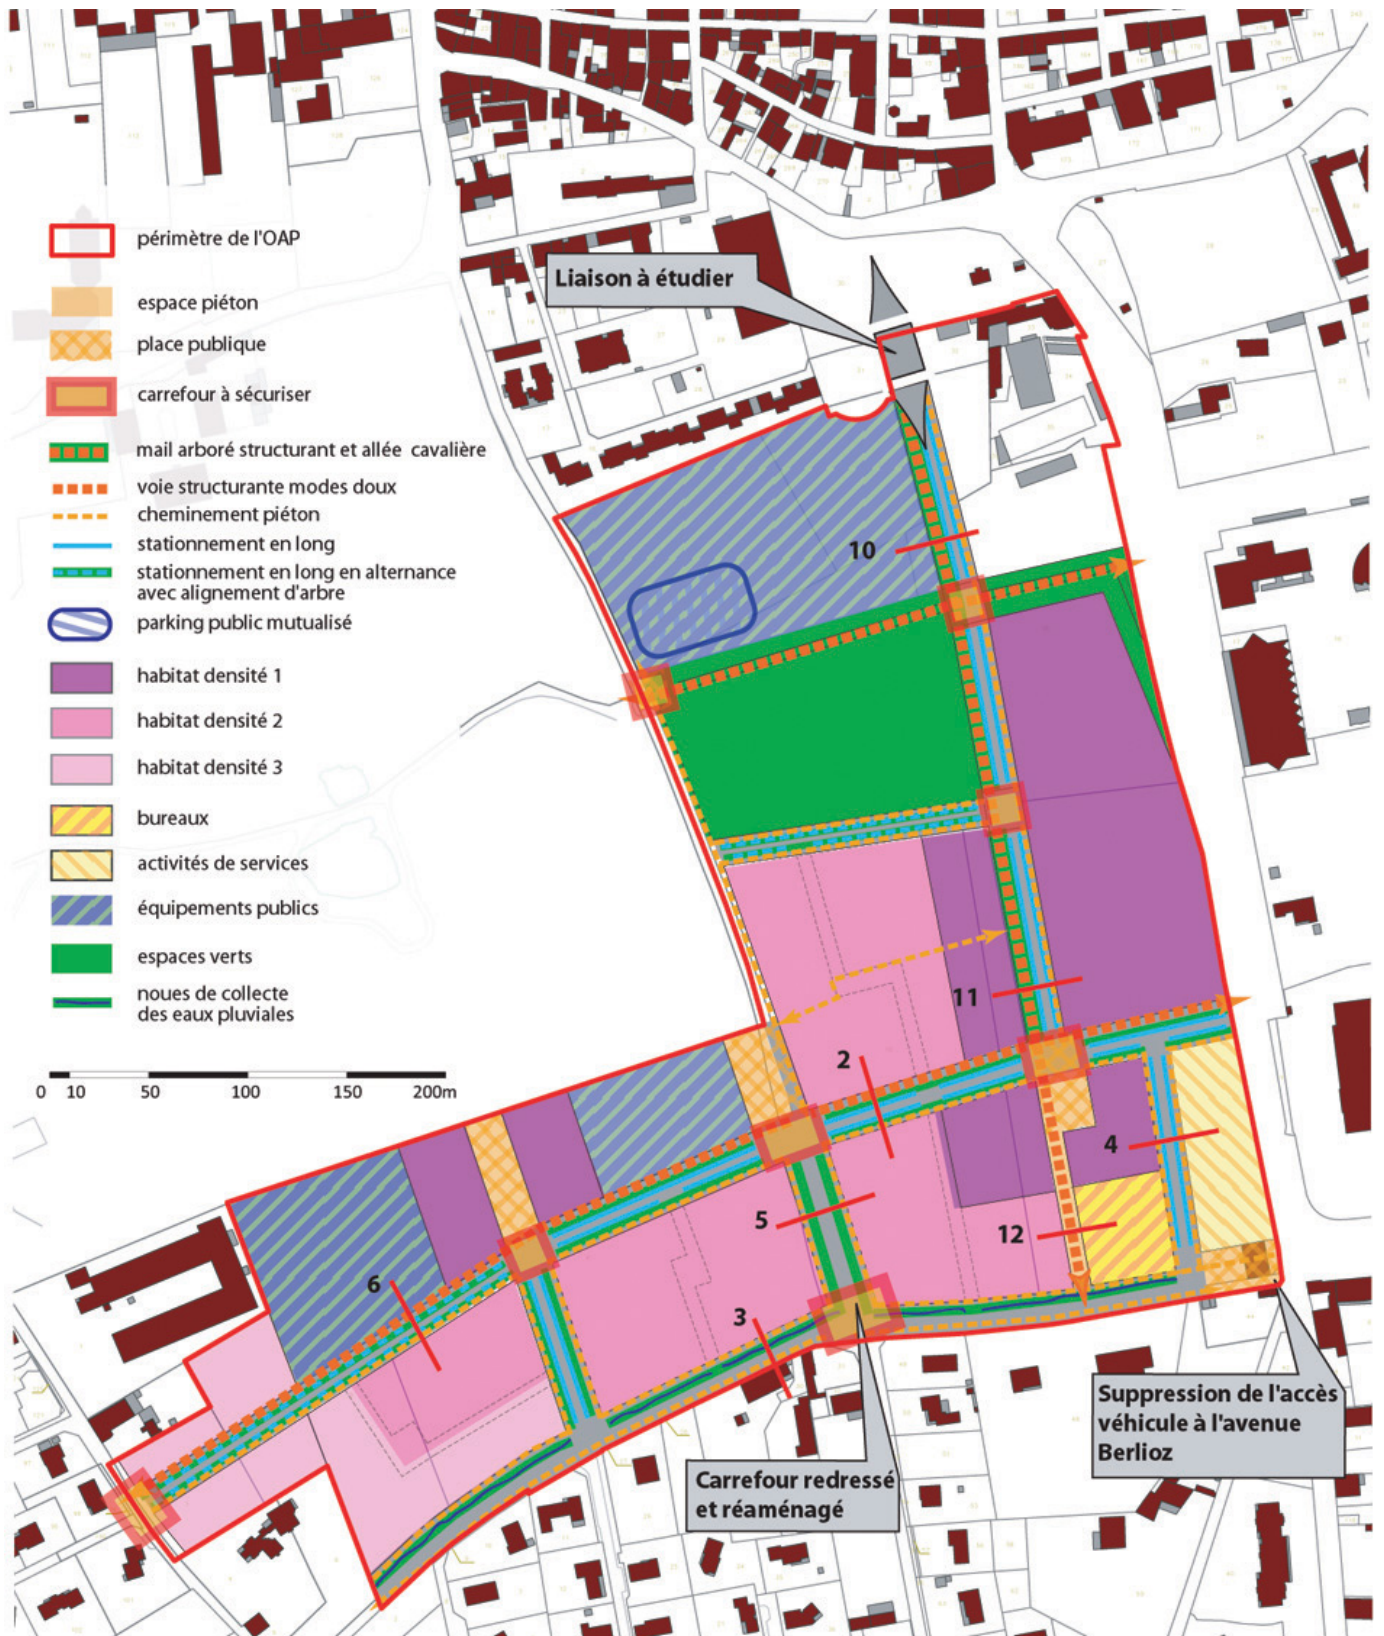 Liaison à étudier
périmètre de l'OAP
espace piéton
place publique
carrefour à sécuriser
mail arboré structurant et allée cavalière
voie structurante modes doux
cheminement piéton
stationnement en long
stationnement en long en alternance
avec alignement d'arbre
parking public mutualisé
habitat densité 1
habitat densité 2
habitat densité 3
bureaux
activités de services
équipements publics
espaces verts
noues de collecte
des eaux pluviales
0 10 50 100 150 200m
10
11
2
4
5
12
6
3
Suppression de l'accès
véhicule à l'avenue
Berlioz
Carrefour redressé
et réaménagé